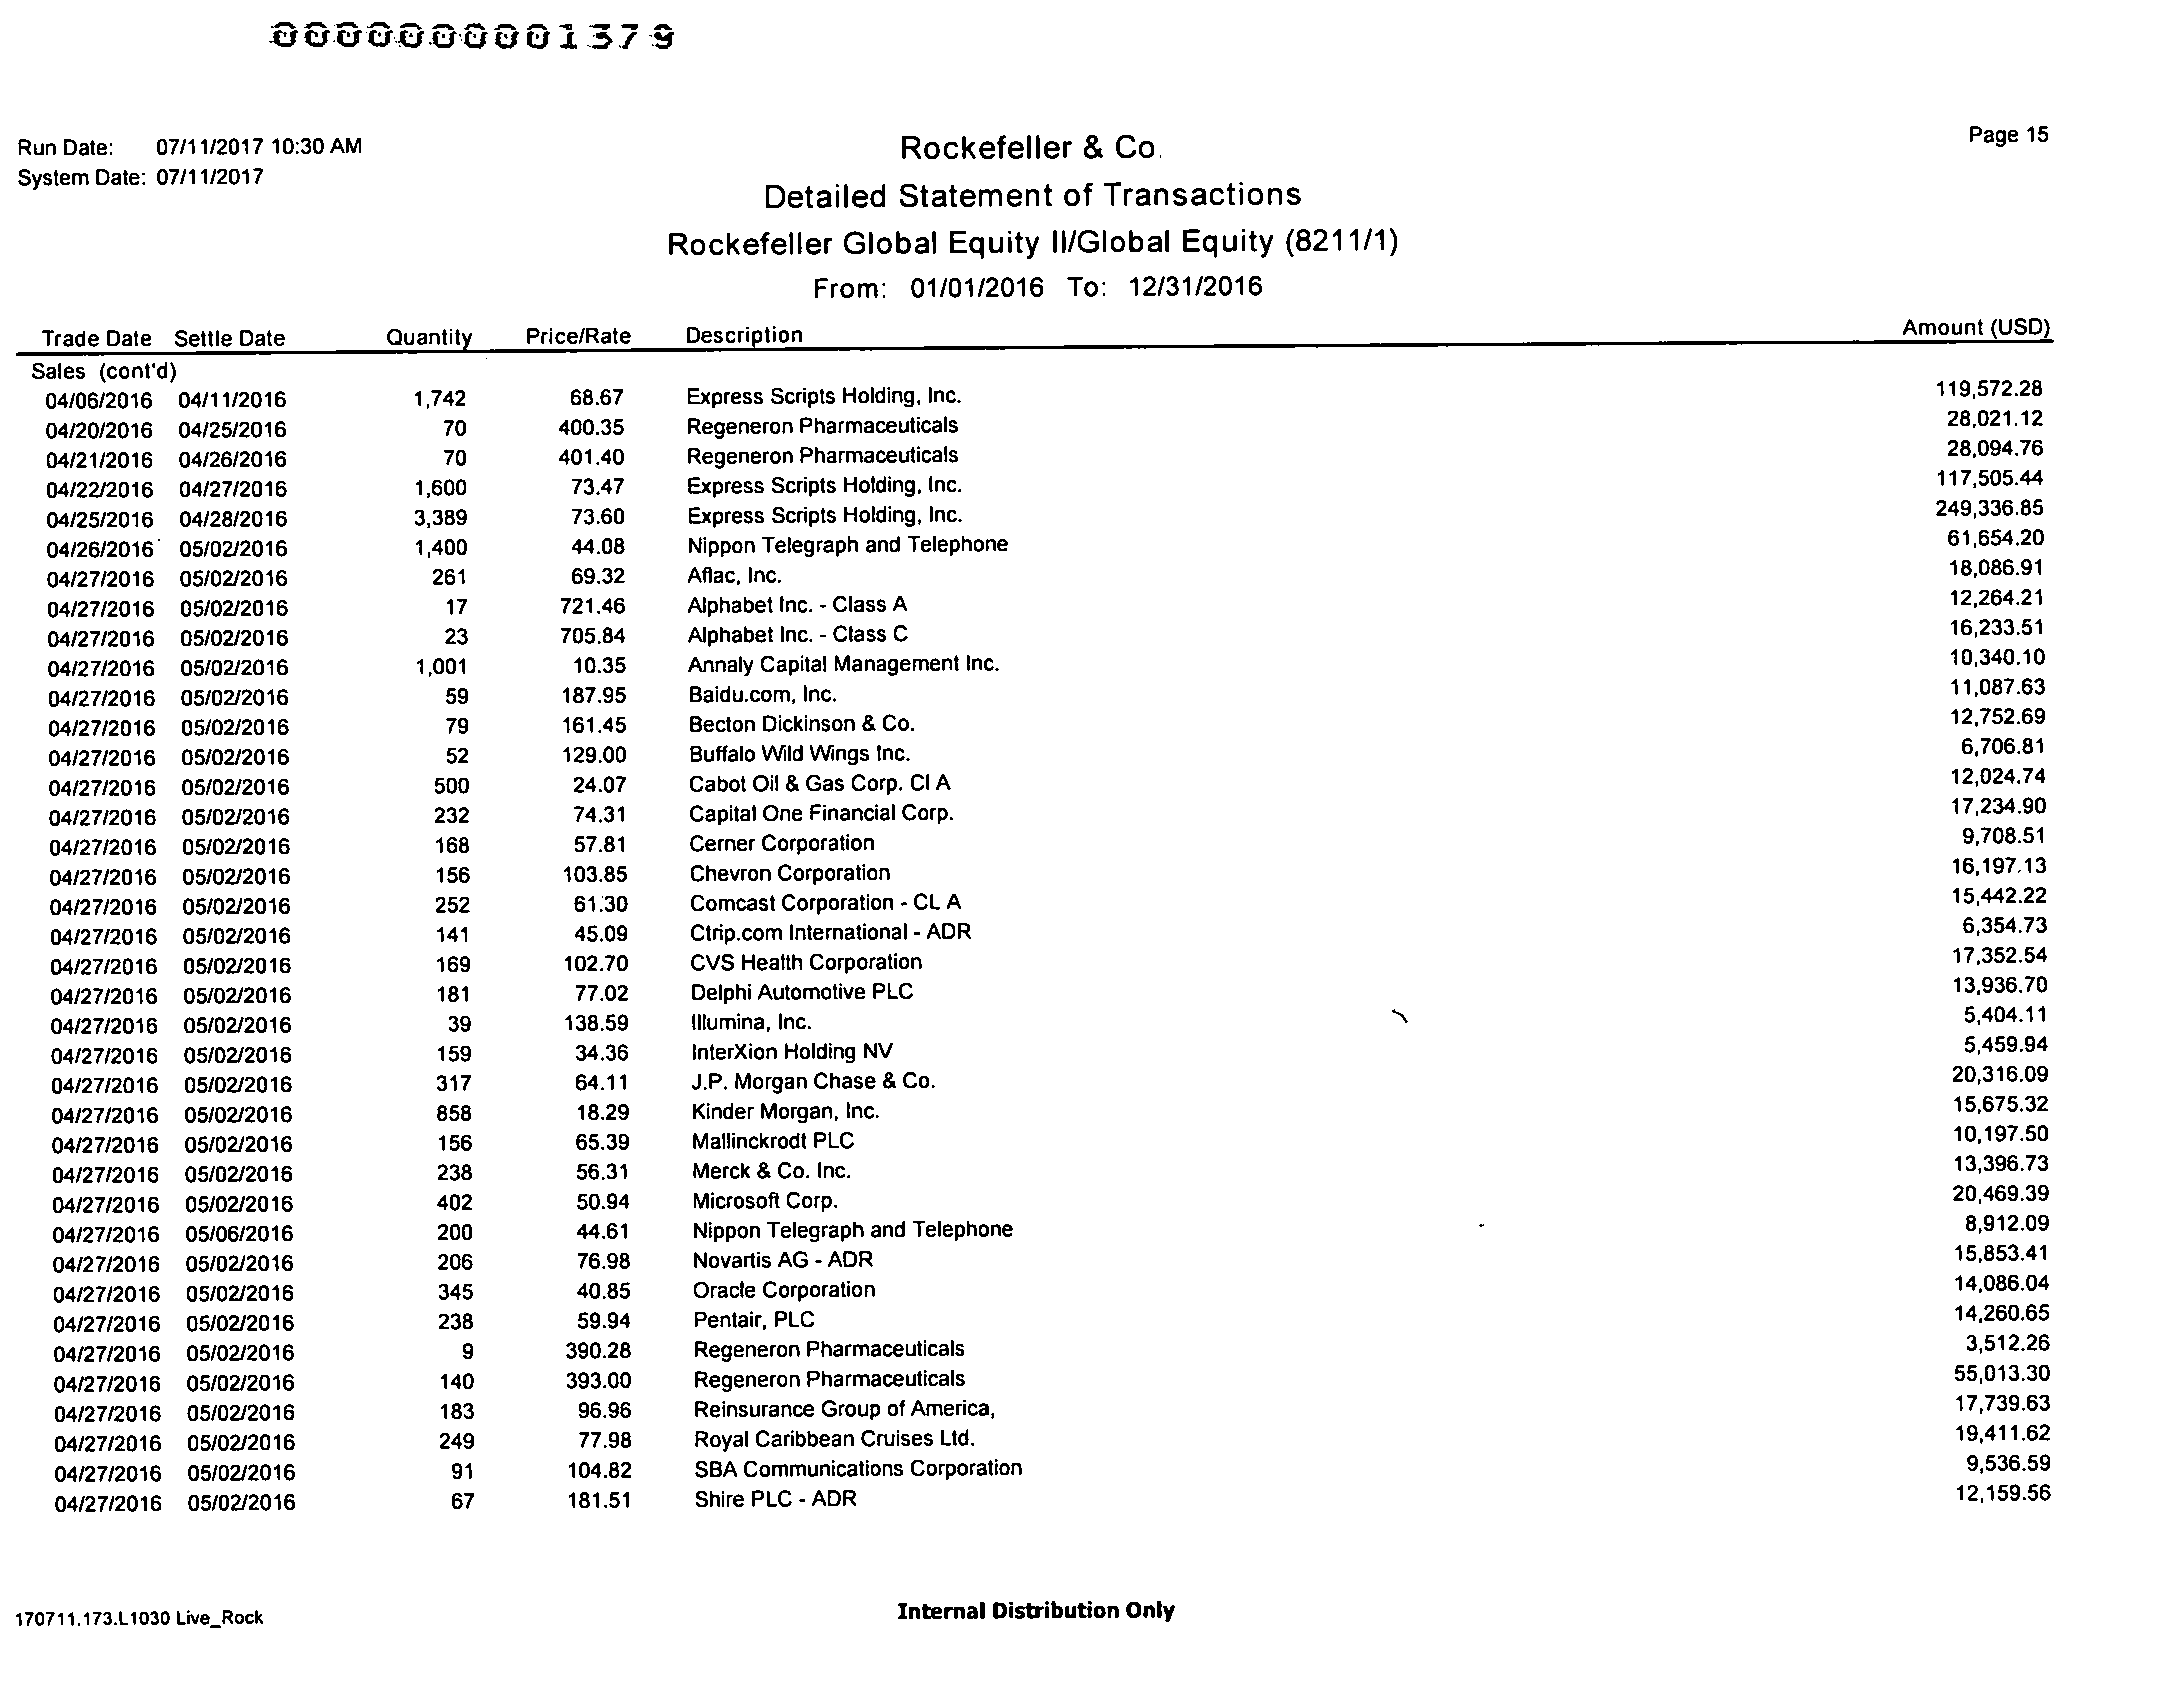 0000000001379
Run Date: 07/11/2017 10:30 AM
Rockefeller & Co.
Page 15
System Date: 07/11/2017
Detailed Statement of Transactions
Rockefeller Global Equity II/Global Equity (8211/1)
From: 01/01/2016 To: 12/31/2016
Trade Date Settle Date Quantity Price/Rate Description Amount (USD)
Sales (cont'd)
04/06/2016 04/11/2016 1,742 68.67 Express Scripts Holding, Inc. 119,572.28
04/20/2016 04/25/2016 70 400.35 Regeneron Pharmaceuticals 28,021.12
04/21/2016 04/26/2016 70 401.40 Regeneron Pharmaceuticals 28,094.76
04/22/2016 04/27/2016 1,600 73.47 Express Scripts Holding, Inc. 117,505.44
04/25/2016 04/28/2016 3,389 73.60 Express Scripts Holding, Inc. 249,336.85
04/26/2016 05/02/2016 1,400 44.08 Nippon Telegraph and Telephone 61,654.20
04/27/2016 05/02/2016 261 69.32 Aflac, Inc. 18,086.91
04/27/2016 05/02/2016 17 721.46 Alphabet Inc. - Class A 12,264.21
04/27/2016 05/02/2016 23 705.84 Alphabet Inc. - Class C 16,233.51
04/27/2016 05/02/2016 1,001 10.35 Annaly Capital Management Inc. 10,340.10
04/27/2016 05/02/2016 59 187.95 Baidu.com, Inc. 11,087.63
04/27/2016 05/02/2016 79 161.45 Becton Dickinson & Co. 12,752.69
04/27/2016 05/02/2016 52 129.00 Buffalo Wild Wings Inc. 6,706.81
04/27/2016 05/02/2016 500 24.07 Cabot Oil & Gas Corp. Cl A 12,024.74
04/27/2016 05/02/2016 232 74.31 Capital One Financial Corp. 17,234.90
04/27/2016 05/02/2016 168 57.81 Cerner Corporation 9,708.51
04/27/2016 05/02/2016 156 103.85 Chevron Corporation 16,197.13
04/27/2016 05/02/2016 252 61.30 Comcast Corporation - CL A 15,442.22
04/27/2016 05/02/2016 141 45.09 Ctrip.com International - ADR 6,354.73
04/27/2016 05/02/2016 169 102.70 CVS Health Corporation 17,352.54
04/27/2016 05/02/2016 181 77.02 Delphi Automotive PLC 13,936.70
04/27/2016 05/02/2016 39 138.59 Illumina, Inc. 5,404.11
04/27/2016 05/02/2016 159 34.36 InterXion Holding NV 5,459.94
04/27/2016 05/02/2016 317 64.11 J.P. Morgan Chase & Co. 20,316.09
04/27/2016 05/02/2016 858 18.29 Kinder Morgan, Inc. 15,675.32
04/27/2016 05/02/2016 156 65.39 Mallinckrodt PLC 10,197.50
04/27/2016 05/02/2016 238 56.31 Merck & Co. Inc. 13,396.73
04/27/2016 05/02/2016 402 50.94 Microsoft Corp. 20,469.39
04/27/2016 05/06/2016 200 44.61 Nippon Telegraph and Telephone 8,912.09
04/27/2016 05/02/2016 206 76.98 Novartis AG - ADR 15,853.41
04/27/2016 05/02/2016 345 40.85 Oracle Corporation 14,086.04
04/27/2016 05/02/2016 238 59.94 Pentair, PLC 14,260.65
04/27/2016 05/02/2016 9 390.28 Regeneron Pharmaceuticals 3,512.26
04/27/2016 05/02/2016 140 393.00 Regeneron Pharmaceuticals 55,013.30
04/27/2016 05/02/2016 183 96.96 Reinsurance Group of America, 17,739.63
04/27/2016 05/02/2016 249 77.98 Royal Caribbean Cruises Ltd. 19,411.62
04/27/2016 05/02/2016 91 104.82 SBA Communications Corporation 9,536.59
04/27/2016 05/02/2016 67 181.51 Shire PLC - ADR 12,159.56
170711.173.L1030 Live_Rock
Internal Distribution Only